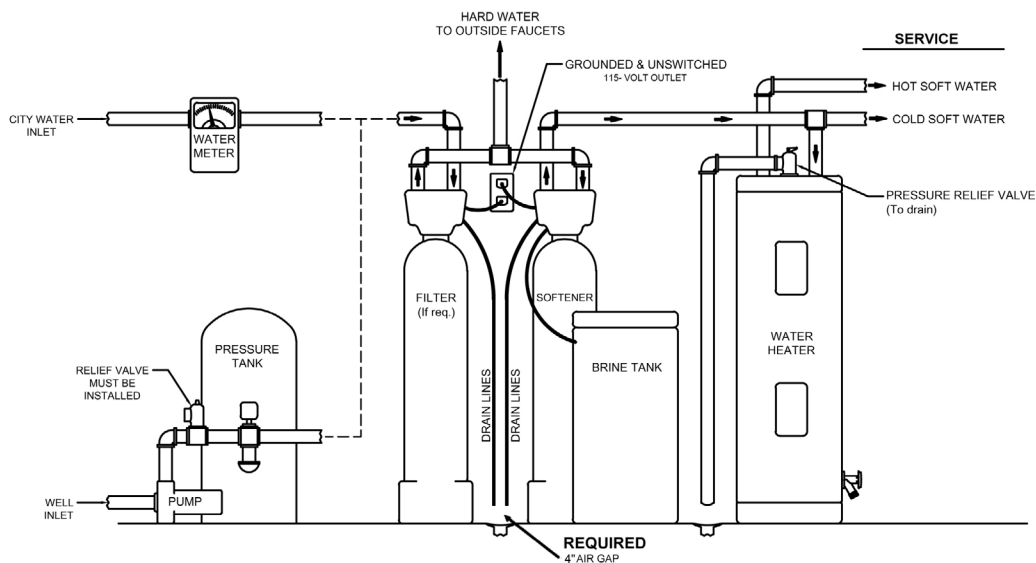 HARD WATER
TO OUTSIDE FAUCETS
SERVICE
GROUNDED & UNSWITCHED
115- VOLT OUTLET
HOT SOFT WATER
CITY WATER
INLET
WATER
METER
COLD SOFT WATER
PRESSURE RELIEF VALVE
(To drain)
FILTER
(If req.)
SOFTENER
PRESSURE
TANK
WATER
HEATER
RELIEF VALVE
MUST BE
INSTALLED
BRINE TANK
DRAIN LINES
DRAIN LINES
WELL
INLET
PUMP
REQUIRED
4" AIR GAP